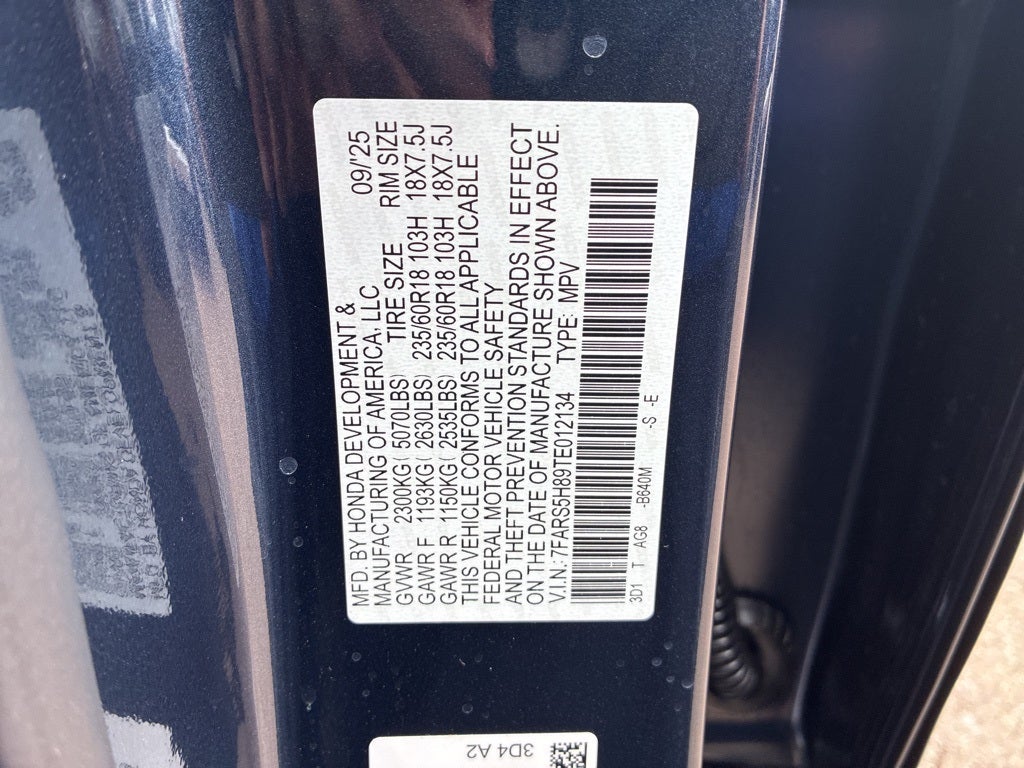 MFD. BY HONDA DEVELOPMENT &
MANUFACTURING OF AMERICA, LLC 09/'25
GVWR 2300KG( 5070LBS) TIRE SIZE RIM SIZE
GAWR F 1193KG( 2630LBS) 235/60R18 103H 18X7.5J
GAWR R 1150KG( 2535LBS) 235/60R18 103H 18X7.5J
THIS VEHICLE CONFORMS TO ALL APPLICABLE
FEDERAL MOTOR VEHICLE SAFETY
AND THEFT PREVENTION STANDARDS IN EFFECT
ON THE DATE OF MANUFACTURE SHOWN ABOVE.
V.I.N.: 7FARS5H89TE012134 TYPE: MPV
3D1 T AG8 -B640M -S -E
3D4 A2